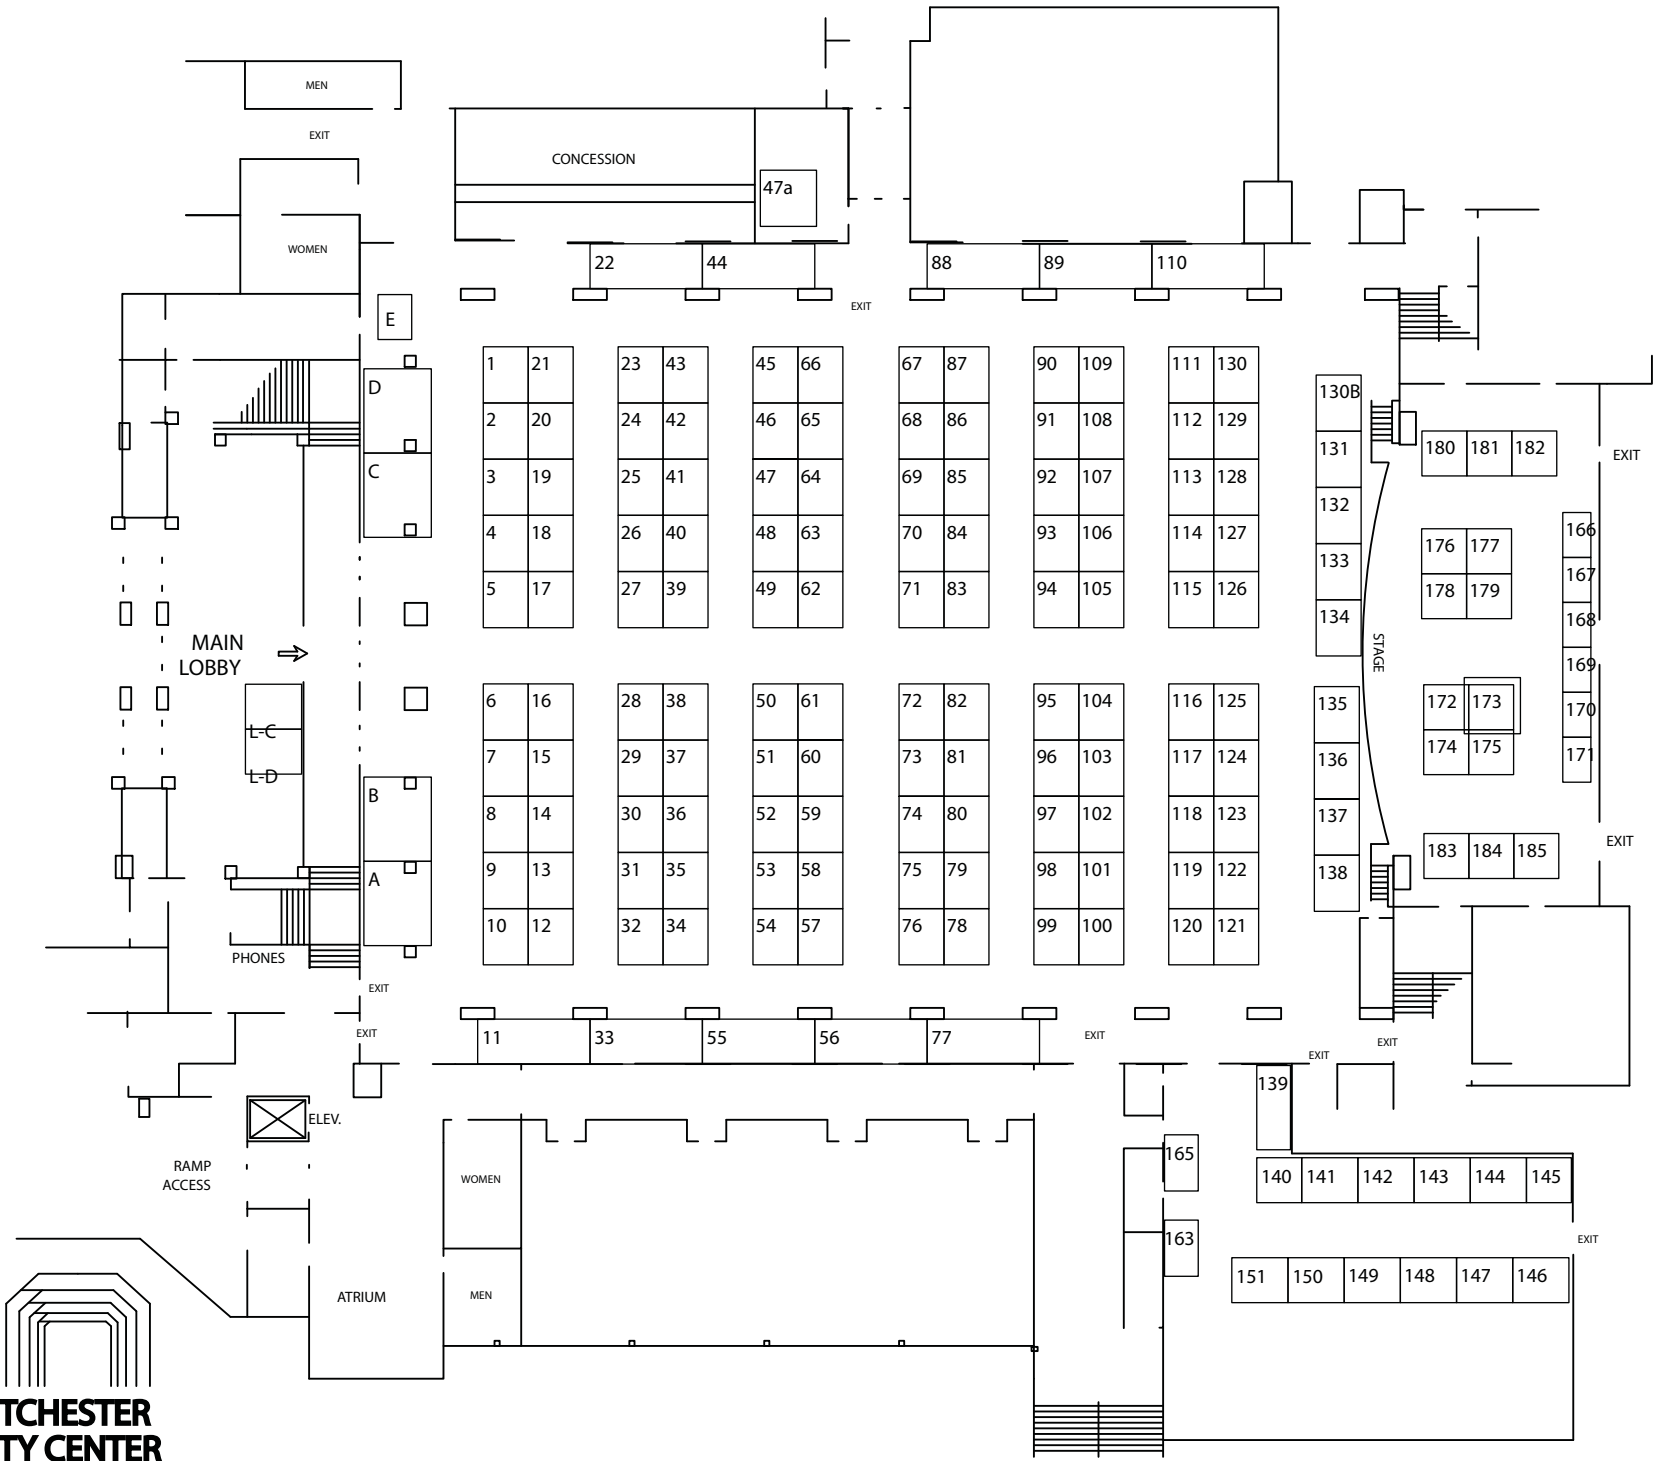 MEN
EXIT
CONCESSION
47a
WOMEN
22 44 88 89 110
E
EXIT
1 21 23 43 45 66 67 87 90 109 111 130
D 130B
2 20 24 42 46 65 68 86 91 108 112 129
131 180 181 182 EXIT
C 3 19 25 41 47 64 69 85 92 107 113 128
132
4 18 26 40 48 63 70 84 93 106 114 127 166
133 176 177
5 17 27 39 49 62 71 83 94 105 115 126 167
178 179
134 168
MAIN
LOBBY
STAGE
169
6 16 28 38 50 61 72 82 95 104 116 125 135 172 173
170
L-C
7 15 29 37 51 60 73 81 96 103 117 124 136 174 175 171
L-D
B
8 14 30 36 52 59 74 80 97 102 118 123 137
EXIT
183 184 185
9 13 31 35 53 58 75 79 98 101 119 122 138
A
10 12 32 34 54 57 76 78 99 100 120 121
PHONES
EXIT
EXIT 11 33 55 56 77 EXIT
EXIT EXIT
139
ELEV.
165
RAMP
ACCESS
WOMEN
140 141 142 143 144 145
163 EXIT
151 150 149 148 147 146
ATRIUM
MEN
TCHESTER
TY CENTER